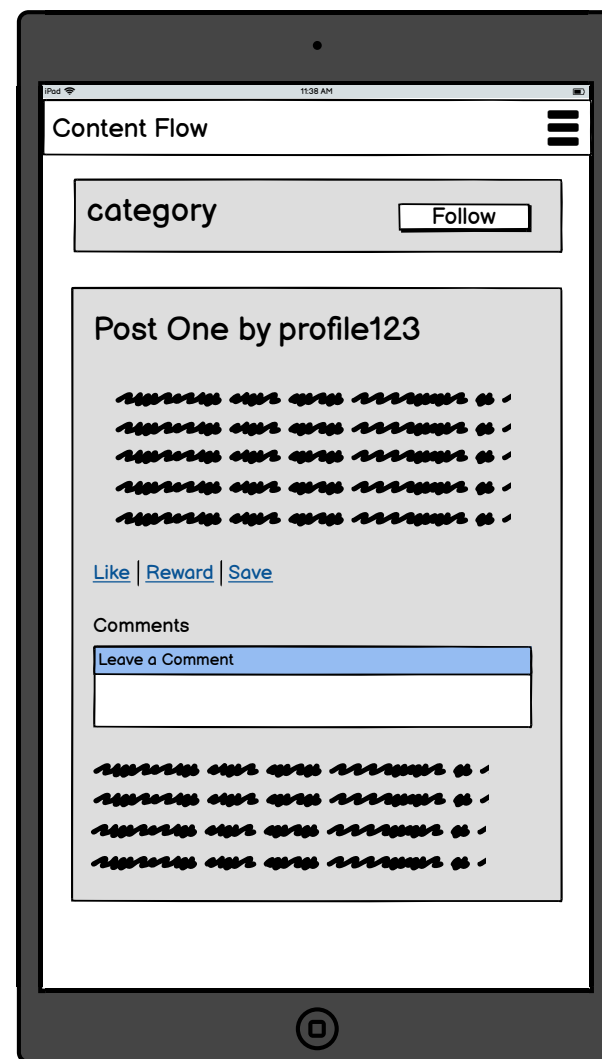 iPad 11:38 AM
Content Flow
category Follow
Post One by profile123
Like Reward Save
Comments
Leave a Comment